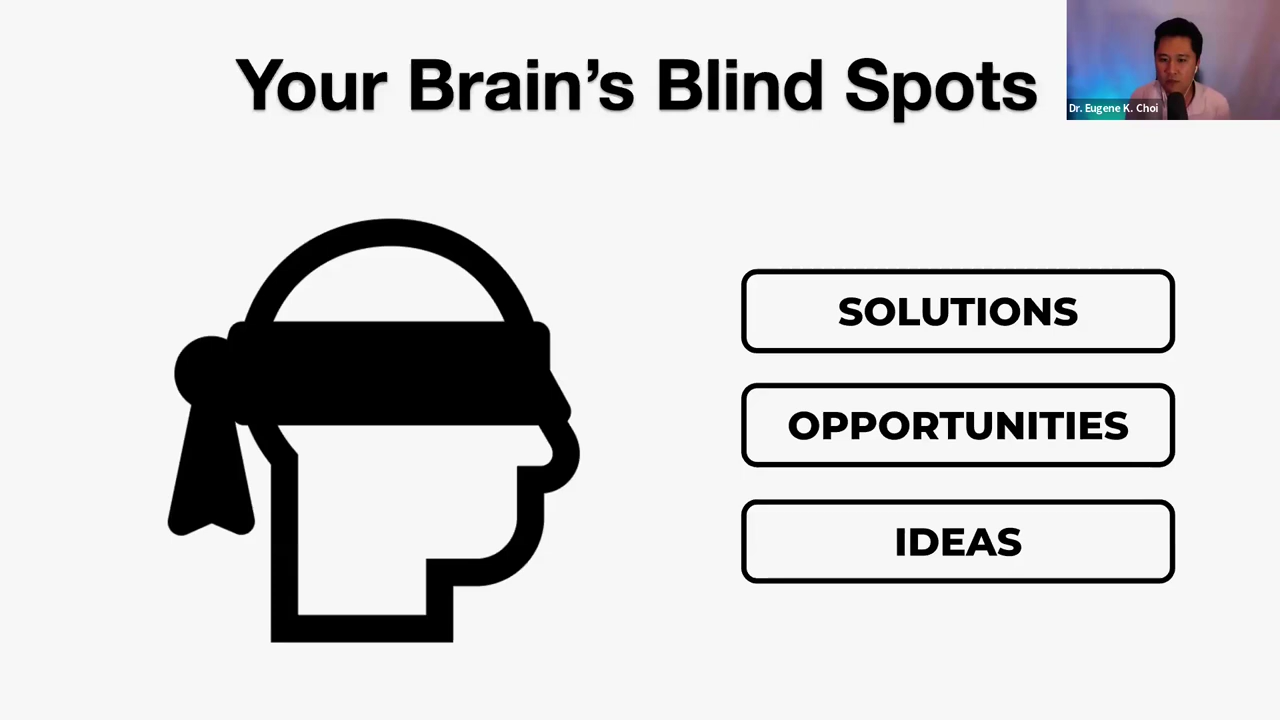 Your Brain’s Blind Spots
Dr. Eugene K. Choi
SOLUTIONS
OPPORTUNITIES
IDEAS